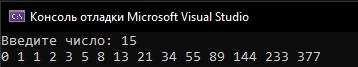 Консоль отладки Microsoft Visual Studio
Введите число: 15
0 1 1 2 3 5 8 13 21 34 55 89 144 233 377